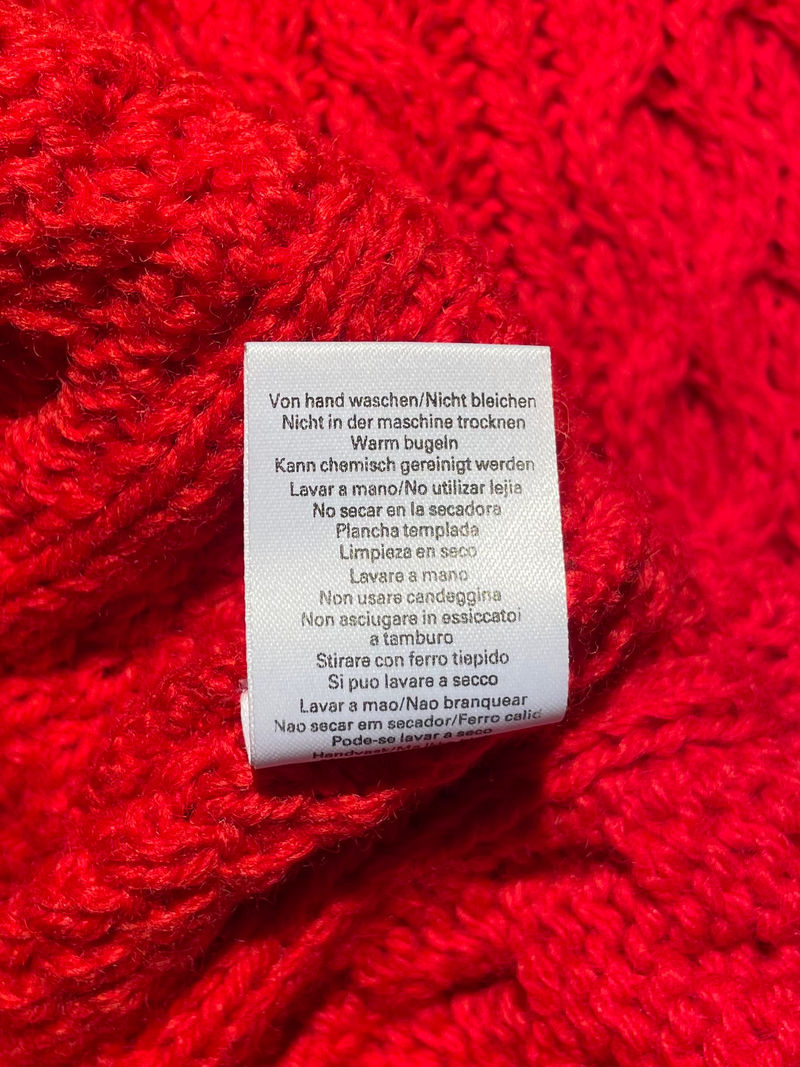 Von hand waschen/Nicht bleichen
Nicht in der maschine trocknen
Warm bugeln
Kann chemisch gereinigt werden
Lavar a mano/No utilizar lejia
No secar en la secadora
Plancha templada
Limpieza en seco
Lavare a mano
Non usare candeggina
Non asciugare in essiccatoi
a tamburo
Stirare con ferro tiepido
Si puo lavare a secco
Lavar a mao/Nao branquear
Nao secar em secador/Ferro calid
Pode-se lavar a seco